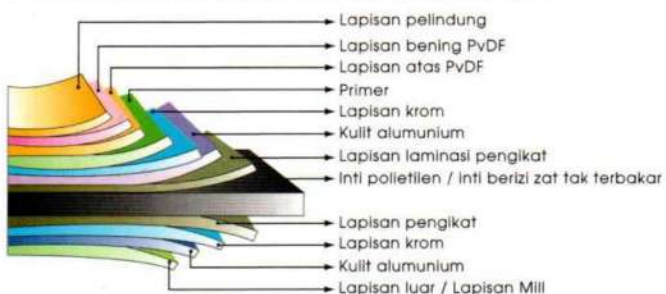 Lapisan pelindung
Lapisan bening PvDF
Lapisan atas PvDF
Primer
Lapisan krom
Kulit alumunium
Lapisan laminasi pengikat
Inti polietilen / inti berizi zat tak terbakar
Lapisan pengikat
Lapisan krom
Kulit alumunium
Lapisan luar / Lapisan Mill